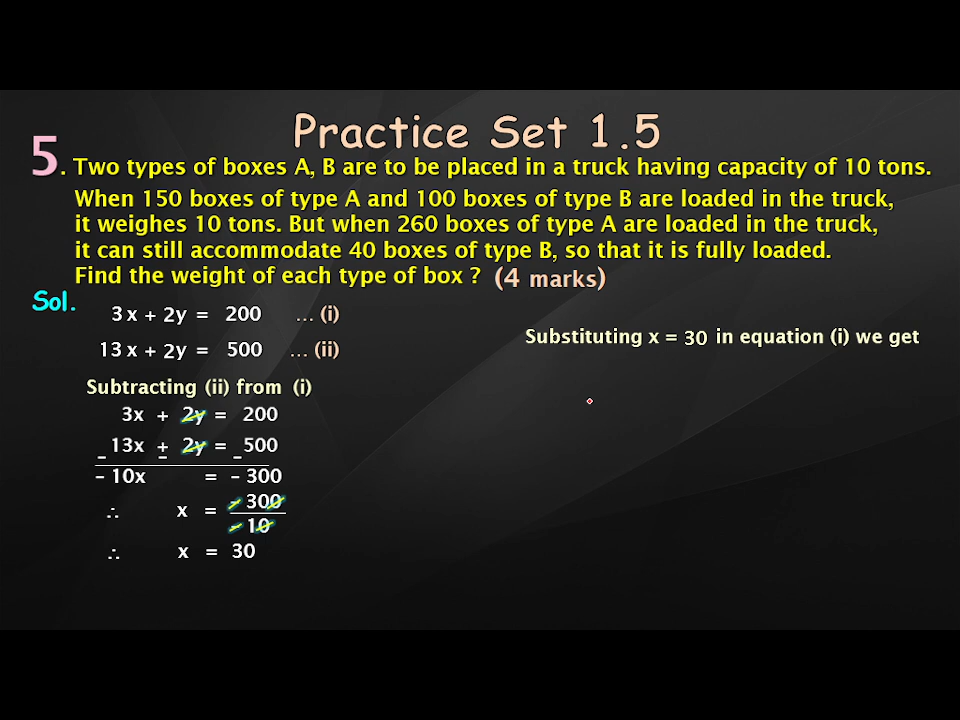 Practice Set 1.5
5. Two types of boxes A, B are to be placed in a truck having capacity of 10 tons.
When 150 boxes of type A and 100 boxes of type B are loaded in the truck,
it weighes 10 tons. But when 260 boxes of type A are loaded in the truck,
it can still accommodate 40 boxes of type B, so that it is fully loaded.
Find the weight of each type of box ? (4 marks)
Sol.
3x + 2y = 200 ... (i)
13x + 2y = 500 ... (ii)
Subtracting (ii) from (i)
3x + 2y = 200
13x + 2y = 500
– – –
– 10x = – 300
∴ x = – 300
– 10
∴ x = 30
Substituting x = 30 in equation (i) we get